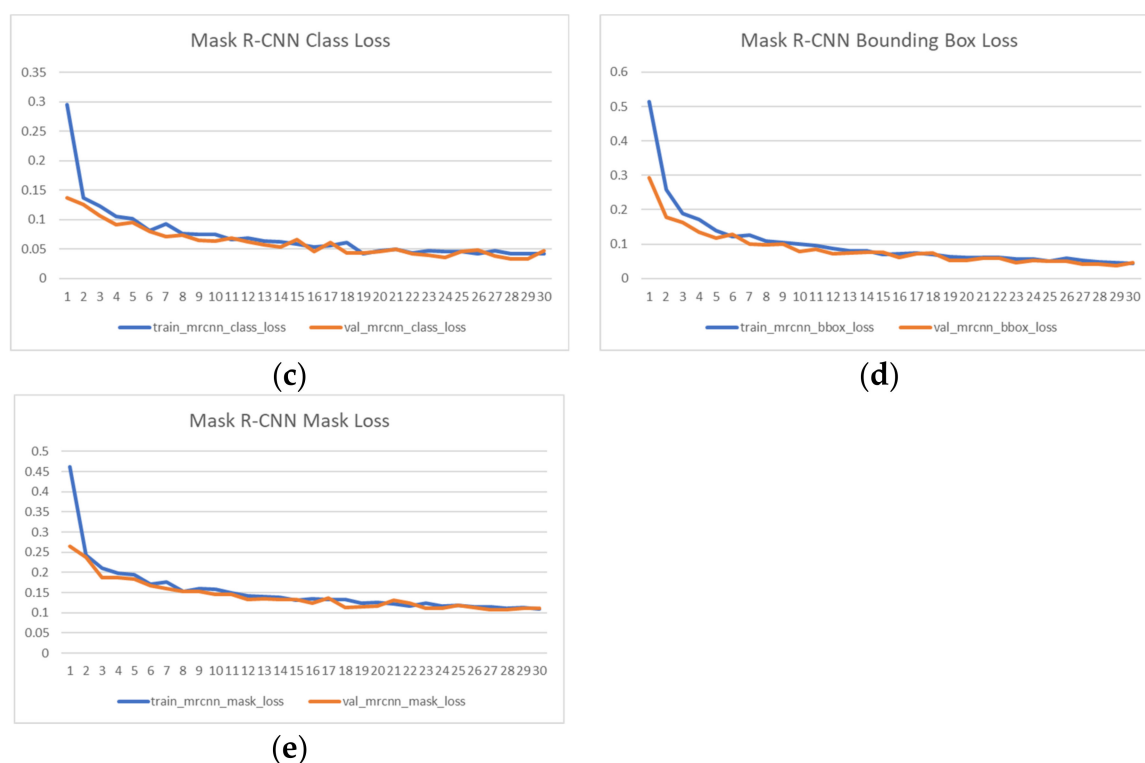 Mask R-CNN Class Loss
0.35
0.3
0.25
0.2
0.15
0.1
0.05
0
1 2 3 4 5 6 7 8 9 10 11 12 13 14 15 16 17 18 19 20 21 22 23 24 25 26 27 28 29 30
train_mrcnn_class_loss val_mrcnn_class_loss
(c)
Mask R-CNN Bounding Box Loss
0.6
0.5
0.4
0.3
0.2
0.1
0
1 2 3 4 5 6 7 8 9 10 11 12 13 14 15 16 17 18 19 20 21 22 23 24 25 26 27 28 29 30
train_mrcnn_bbox_loss val_mrcnn_bbox_loss
(d)
Mask R-CNN Mask Loss
0.5
0.45
0.4
0.35
0.3
0.25
0.2
0.15
0.1
0.05
0
1 2 3 4 5 6 7 8 9 10 11 12 13 14 15 16 17 18 19 20 21 22 23 24 25 26 27 28 29 30
train_mrcnn_mask_loss val_mrcnn_mask_loss
(e)